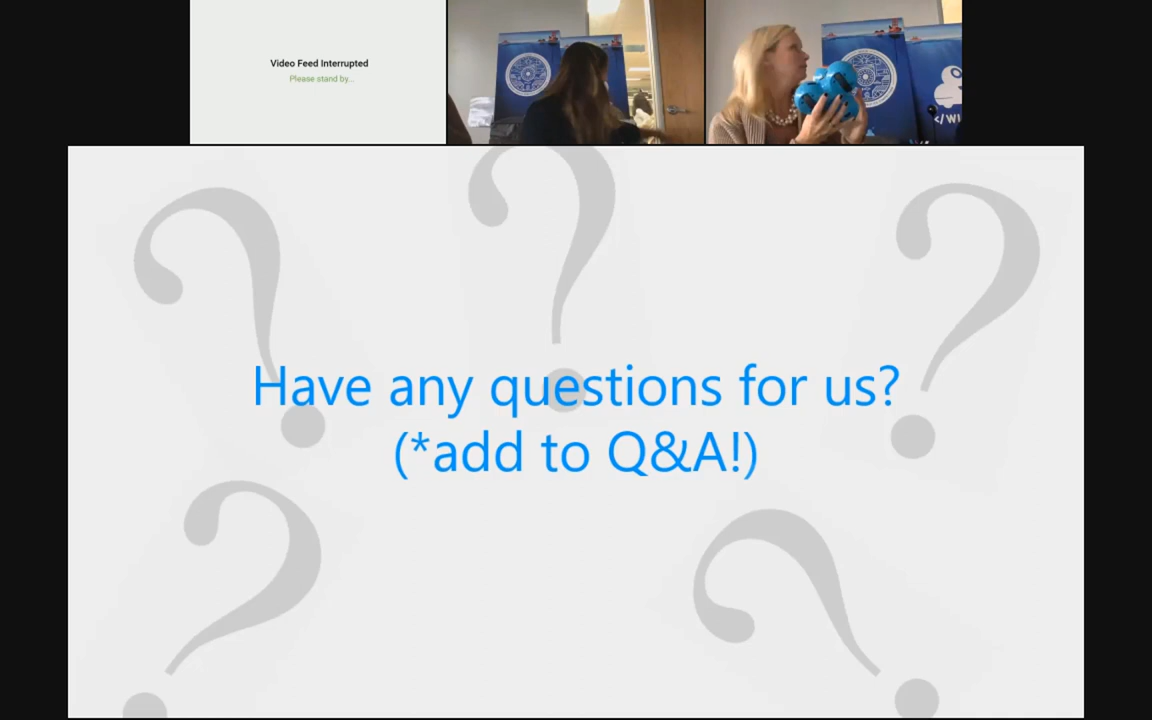 Video Feed Interrupted
Please stand by...
Have any questions for us?
(*add to Q&A!)